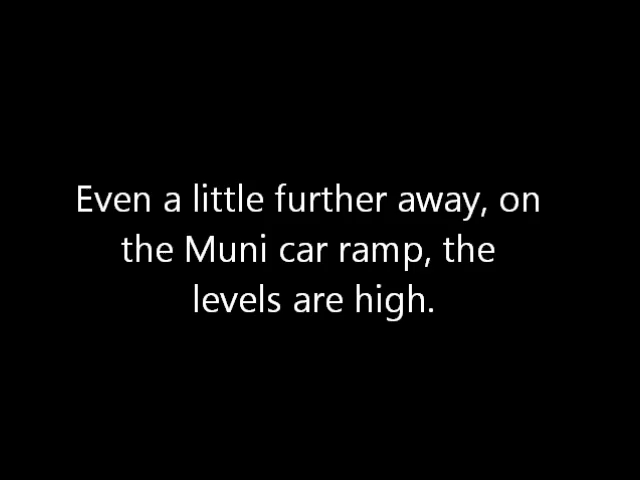 Even a little further away, on
the Muni car ramp, the
levels are high.